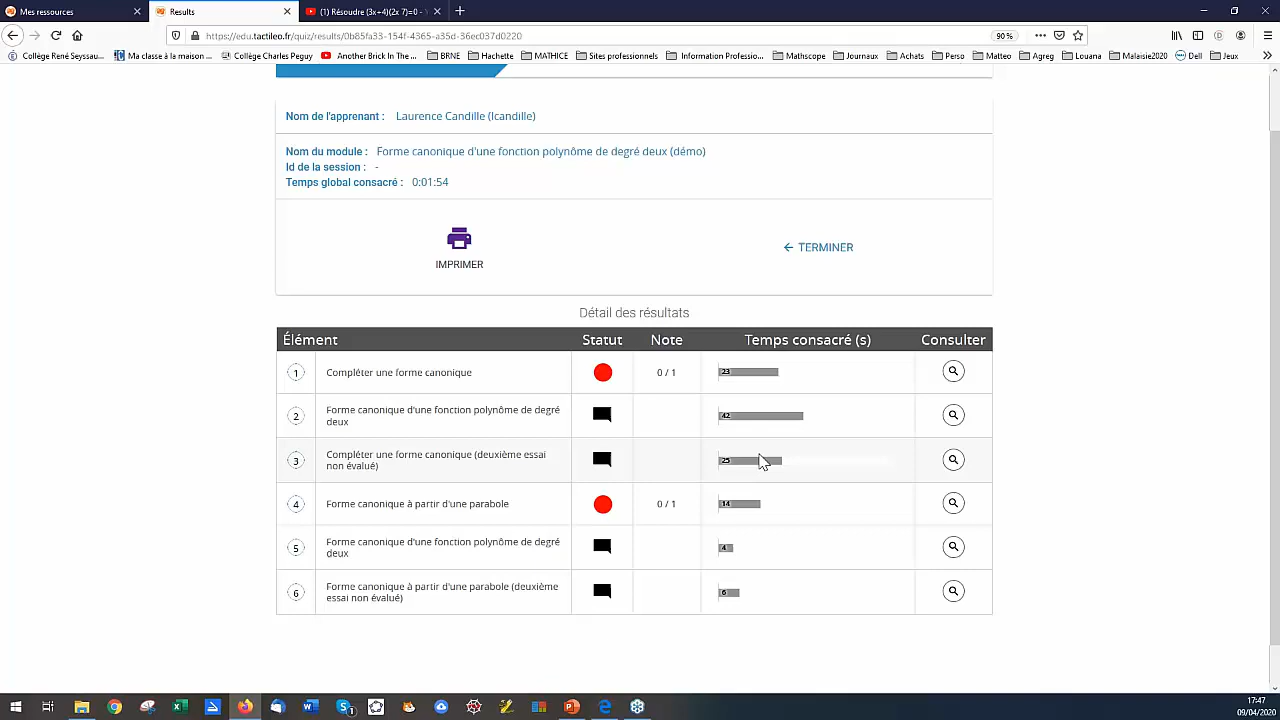 Mes ressources
Results
(1) Résoudre (3x+4)(2x 7)=0 -
https://edu.tactileo.fr/quiz/results/0b85fa33-154f-4365-a35d-36ec037d0220
90 %
Collège René Seyssau...
Ma classe à la maison ...
Collège Charles Peguy
Another Brick In The ...
BRNE
Hachette
MATHICE
Sites professionnels
Information Professio...
Mathscope
Journaux
Achats
Perso
Matteo
Agreg
Louana
Malaisie2020
Dell
Jeux
Nom de l'apprenant : Laurence Candille (lcandille)
Nom du module : Forme canonique d'une fonction polynôme de degré deux (démo)
Id de la session : -
Temps global consacré : 0:01:54
IMPRIMER
← TERMINER
Détail des résultats
Élément Statut Note Temps consacré (s) Consulter
1 Compléter une forme canonique 0 / 1 23
2 Forme canonique d'une fonction polynôme de degré
deux 42
3 Compléter une forme canonique (deuxième essai
non évalué) 25
4 Forme canonique à partir d'une parabole 0 / 1 14
5 Forme canonique d'une fonction polynôme de degré
deux 4
6 Forme canonique à partir d'une parabole (deuxième
essai non évalué) 6
17:47
09/04/2020